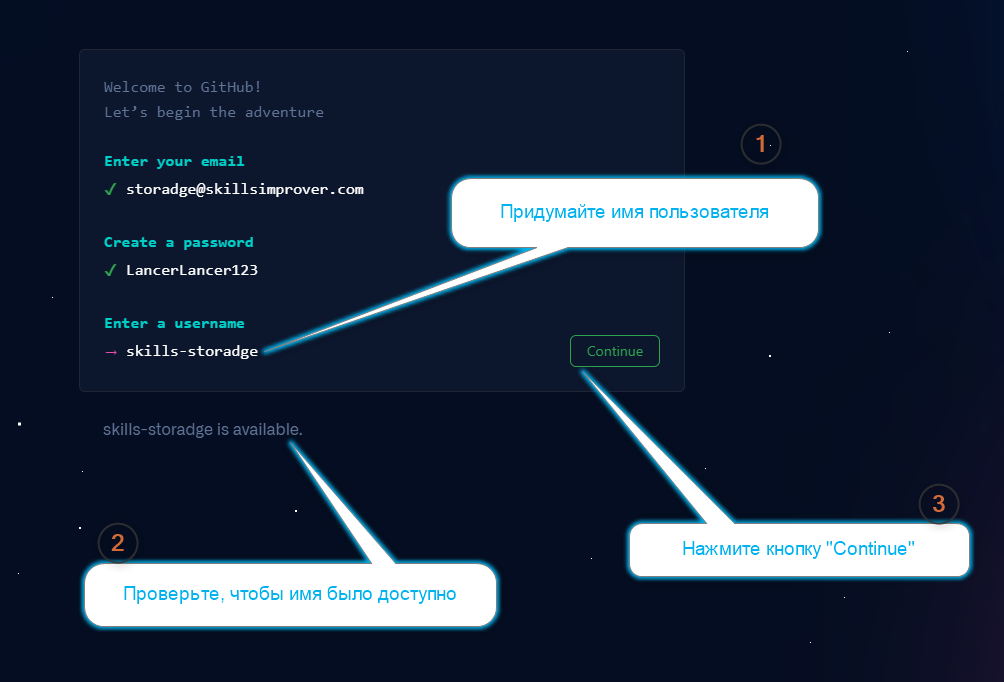 Welcome to GitHub!
Let’s begin the adventure
Enter your email
✓ storadge@skillsimprover.com
Create a password
✓ LancerLancer123
Enter a username
→ skills-storadge
Continue
skills-storadge is available.
1
Придумайте имя пользователя
2
Проверьте, чтобы имя было доступно
3
Нажмите кнопку "Continue"